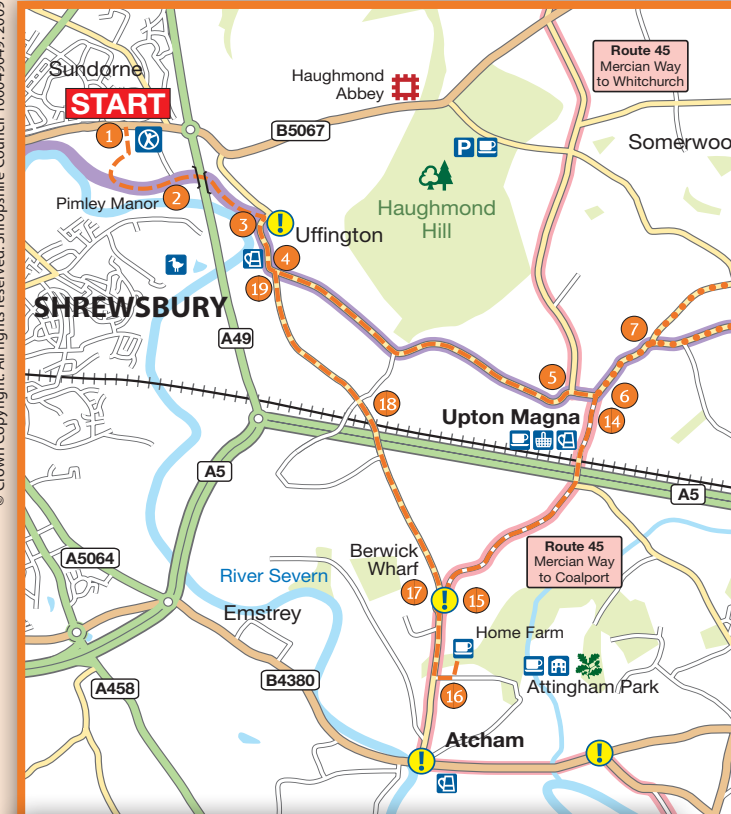 © Crown Copyright. All rights reserved. Shropshire Council 100049049. 2009
Sundorne
START
1
Haughmond
Abbey
Route 45
Mercian Way
to Whitchurch
B5067
P
Somerwoo
Pimley Manor
2
Haughmond
Hill
3
!
Uffington
4
19
SHREWSBURY
A49
7
5
6
18
Upton Magna
14
A5
A5
A5064
Berwick
Wharf
Route 45
Mercian Way
to Coalport
River Severn
17
!
15
Emstrey
Home Farm
B4380
A458
16
Attingham Park
Atcham
!
!